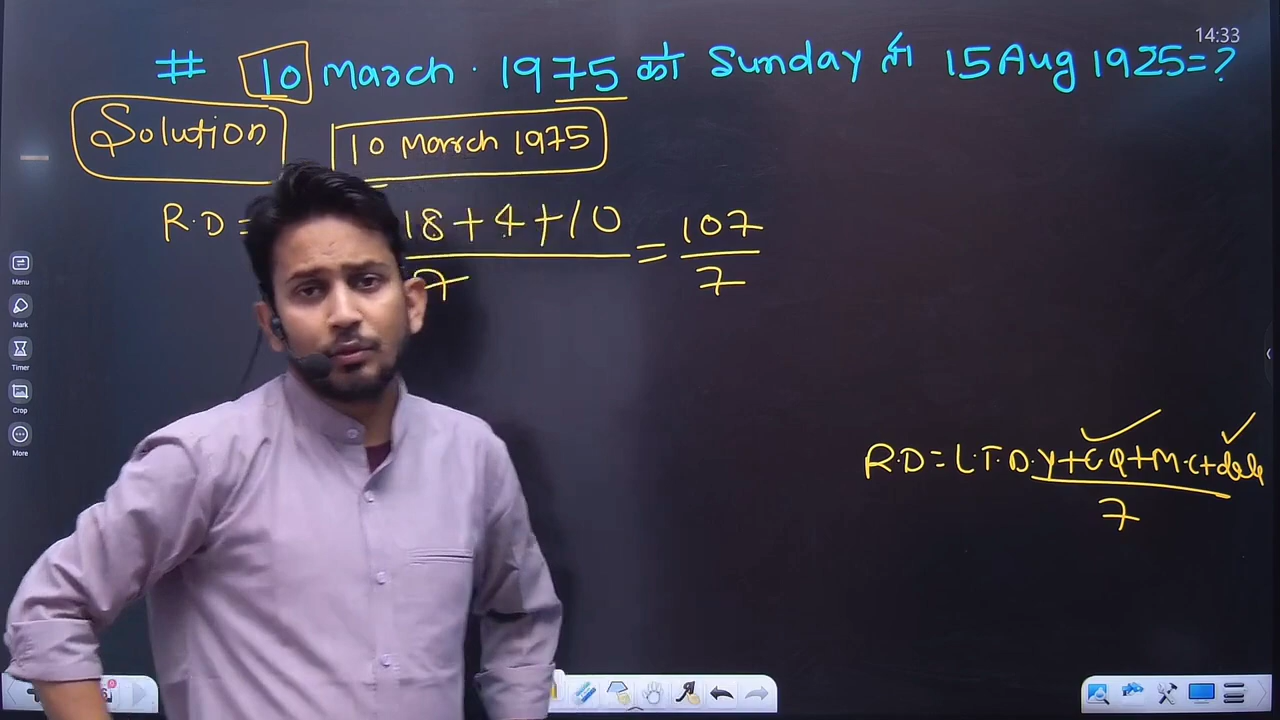 14:33
# 10 March. 1975 को Sunday तो 15 Aug 1925=?
Solution
10 March 1975
R.D= 18+4+10 = 107
7 7
R.D=L.T.D.Y+CQ+M.C+date
7
Menu
Mark
Timer
Crop
More